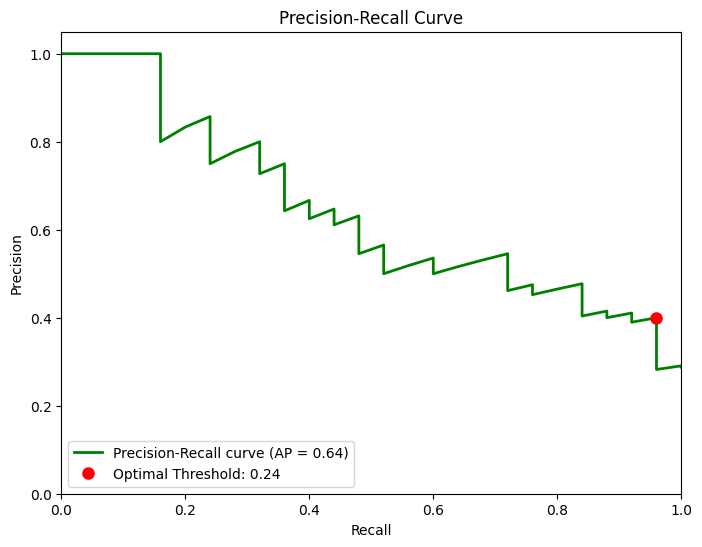 Precision-Recall Curve
1.0
0.8
0.6
0.4
0.2
0.0
Precision
Precision-Recall curve (AP = 0.64)
Optimal Threshold: 0.24
0.0 0.2 0.4 0.6 0.8 1.0
Recall